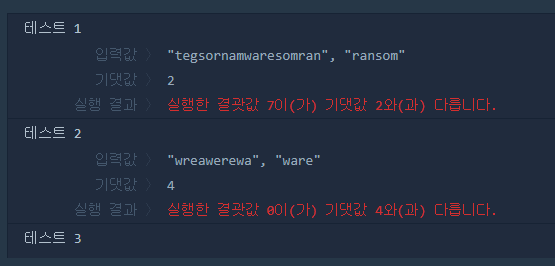 테스트 1
입력값 〉 "tegsornamwaresomran", "ransom"
기댓값 〉 2
실행 결과 〉 실행한 결괏값 7이(가) 기댓값 2와(과) 다릅니다.
테스트 2
입력값 〉 "wreawerewa", "ware"
기댓값 〉 4
실행 결과 〉 실행한 결괏값 0이(가) 기댓값 4와(과) 다릅니다.
테스트 3